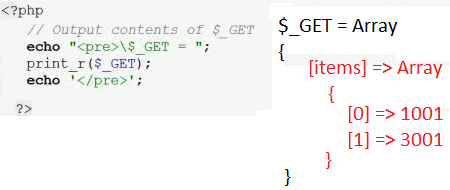 <?php
// Output contents of $_GET
echo "<pre>\$_GET = ";
print_r($_GET);
echo '</pre>';
?>
$_GET = Array
{
[items] => Array
{
[0] => 1001
[1] => 3001
}
}